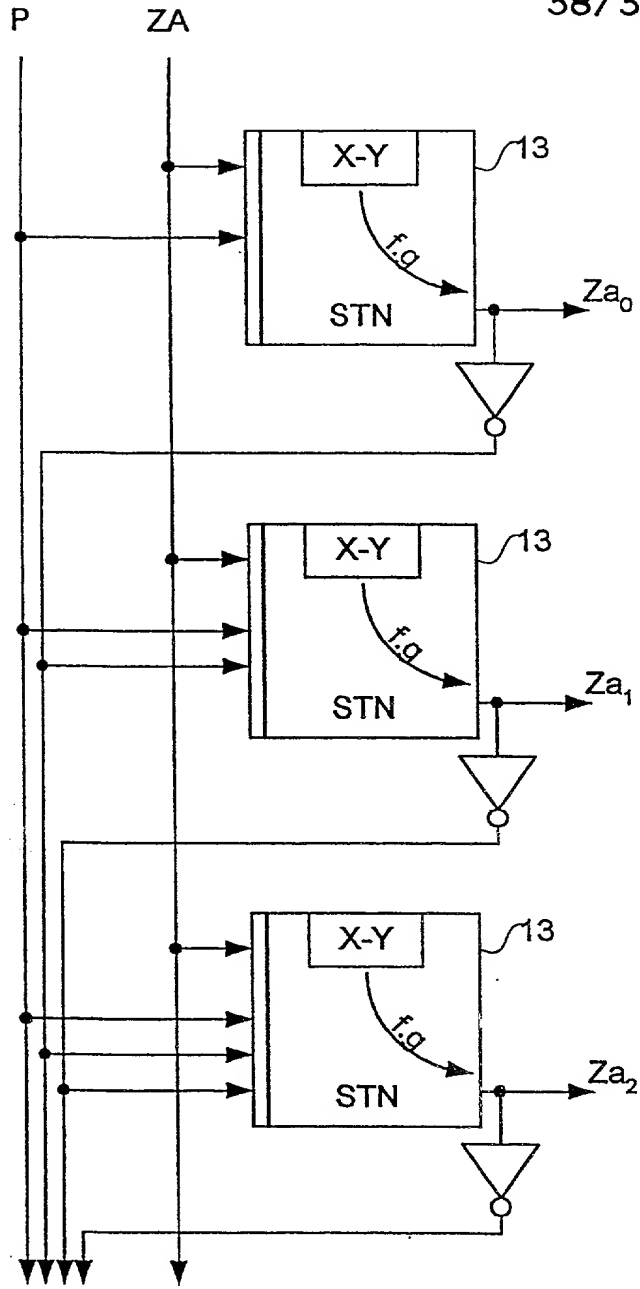 P ZA
X-Y 13
f.g
STN
Za₀
X-Y 13
f.g
STN
Za₁
X-Y 13
f.g
STN
Za₂